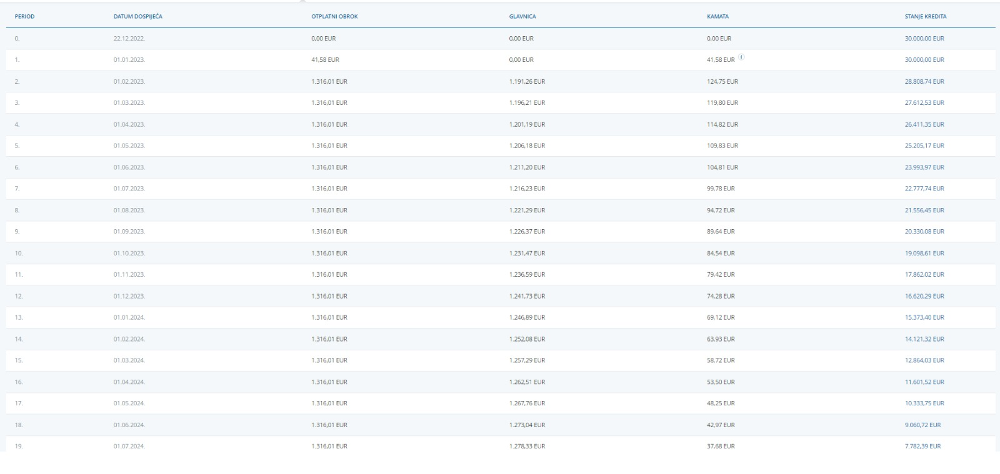 PERIOD DATUM DOSPIJEĆA OTPLATNI OBROK GLAVNICA KAMATA STANJE KREDITA
0. 22.12.2022. 0,00 EUR 0,00 EUR 0,00 EUR 30.000,00 EUR
1. 01.01.2023. 41,58 EUR 0,00 EUR 41,58 EUR i 30.000,00 EUR
2. 01.02.2023. 1.316,01 EUR 1.191,26 EUR 124,75 EUR 28.808,74 EUR
3. 01.03.2023. 1.316,01 EUR 1.196,21 EUR 119,80 EUR 27.612,53 EUR
4. 01.04.2023. 1.316,01 EUR 1.201,19 EUR 114,82 EUR 26.411,35 EUR
5. 01.05.2023. 1.316,01 EUR 1.206,18 EUR 109,83 EUR 25.205,17 EUR
6. 01.06.2023. 1.316,01 EUR 1.211,20 EUR 104,81 EUR 23.993,97 EUR
7. 01.07.2023. 1.316,01 EUR 1.216,23 EUR 99,78 EUR 22.777,74 EUR
8. 01.08.2023. 1.316,01 EUR 1.221,29 EUR 94,72 EUR 21.556,45 EUR
9. 01.09.2023. 1.316,01 EUR 1.226,37 EUR 89,64 EUR 20.330,08 EUR
10. 01.10.2023. 1.316,01 EUR 1.231,47 EUR 84,54 EUR 19.098,61 EUR
11. 01.11.2023. 1.316,01 EUR 1.236,59 EUR 79,42 EUR 17.862,02 EUR
12. 01.12.2023. 1.316,01 EUR 1.241,73 EUR 74,28 EUR 16.620,29 EUR
13. 01.01.2024. 1.316,01 EUR 1.246,89 EUR 69,12 EUR 15.373,40 EUR
14. 01.02.2024. 1.316,01 EUR 1.252,08 EUR 63,93 EUR 14.121,32 EUR
15. 01.03.2024. 1.316,01 EUR 1.257,29 EUR 58,72 EUR 12.864,03 EUR
16. 01.04.2024. 1.316,01 EUR 1.262,51 EUR 53,50 EUR 11.601,52 EUR
17. 01.05.2024. 1.316,01 EUR 1.267,76 EUR 48,25 EUR 10.333,75 EUR
18. 01.06.2024. 1.316,01 EUR 1.273,04 EUR 42,97 EUR 9.060,72 EUR
19. 01.07.2024. 1.316,01 EUR 1.278,33 EUR 37,68 EUR 7.782,39 EUR